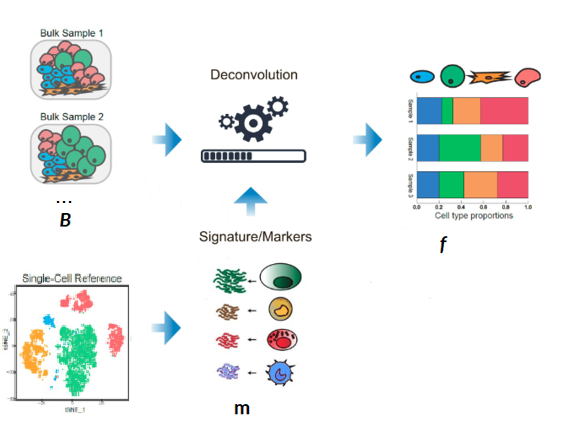 Bulk Sample 1
Deconvolution
Bulk Sample 2
...
B
Sample 1
Sample 2
Sample 3
0.0 0.2 0.4 0.6 0.8 1.0
Cell type proportions
f
Signature/Markers
Single-Cell Reference
tSNE_2
tSNE_1
m